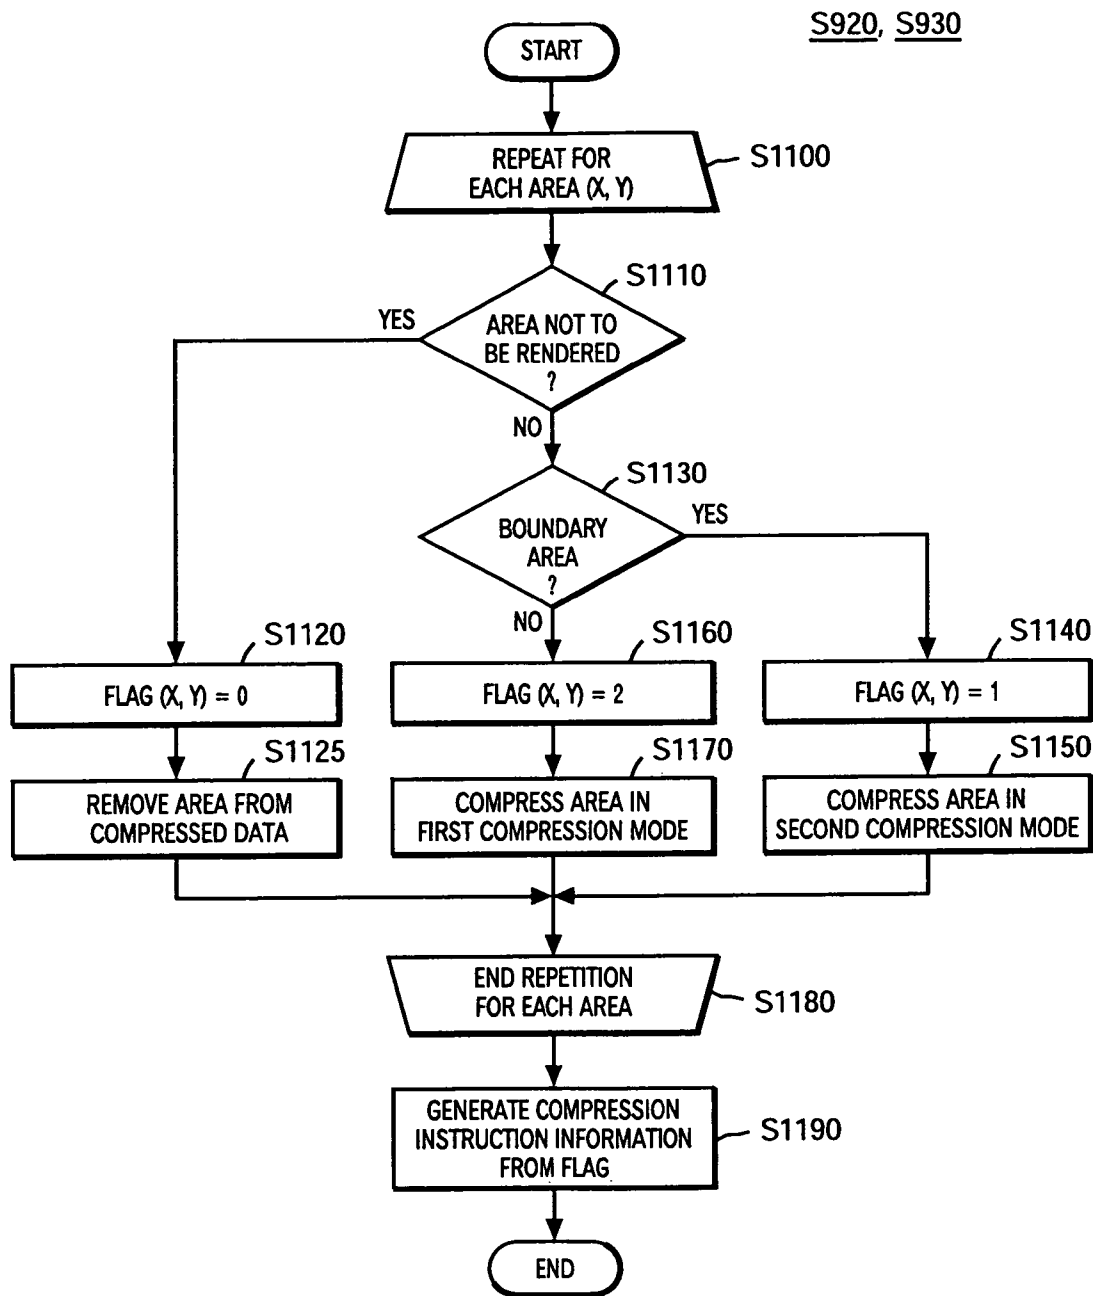 S920, S930
START
REPEAT FOR
EACH AREA (X, Y)
S1100
S1110
YES
AREA NOT TO
BE RENDERED
?
NO
S1130
YES
BOUNDARY
AREA
?
NO
S1120
S1160
S1140
FLAG (X, Y) = 0
FLAG (X, Y) = 2
FLAG (X, Y) = 1
S1125
S1170
S1150
REMOVE AREA FROM
COMPRESSED DATA
COMPRESS AREA IN
FIRST COMPRESSION MODE
COMPRESS AREA IN
SECOND COMPRESSION MODE
END REPETITION
FOR EACH AREA
S1180
GENERATE COMPRESSION
INSTRUCTION INFORMATION
FROM FLAG
S1190
END